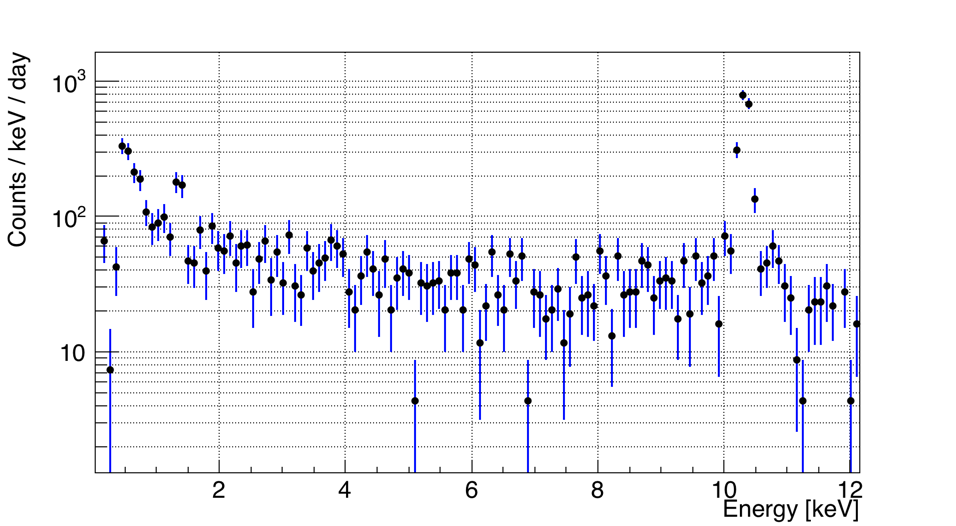 Counts / keV / day
10³
10²
10
2 4 6 8 10 12
Energy [keV]